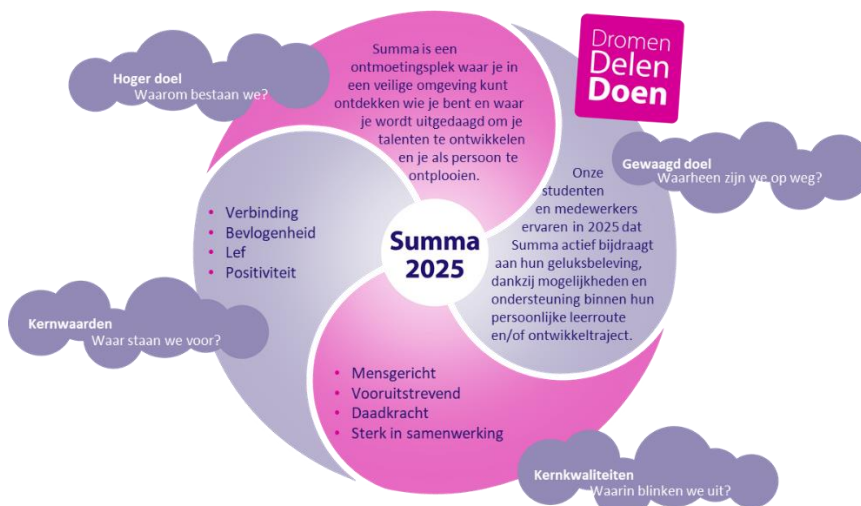 Hoger doel
Waarom bestaan we?
Summa is een
ontmoetingsplek waar je in
een veilige omgeving kunt
ontdekken wie je bent en waar
je wordt uitgedaagd om je
talenten te ontwikkelen
en je als persoon te
ontplooien.
Dromen
Delen
Doen
Gewaagd doel
Waarheen zijn we op weg?
Onze
studenten
en medewerkers
ervaren in 2025 dat
Summa actief bijdraagt
aan hun geluksbeleving,
dankzij mogelijkheden en
ondersteuning binnen hun
persoonlijke leerroute
en/of ontwikkeltraject.
• Verbinding
• Bevlogenheid
• Lef
• Positiviteit
Summa
2025
Kernwaarden
Waar staan we voor?
• Mensgericht
• Vooruitstrevend
• Daadkracht
• Sterk in samenwerking
Kernkwaliteiten
Waarin blinken we uit?